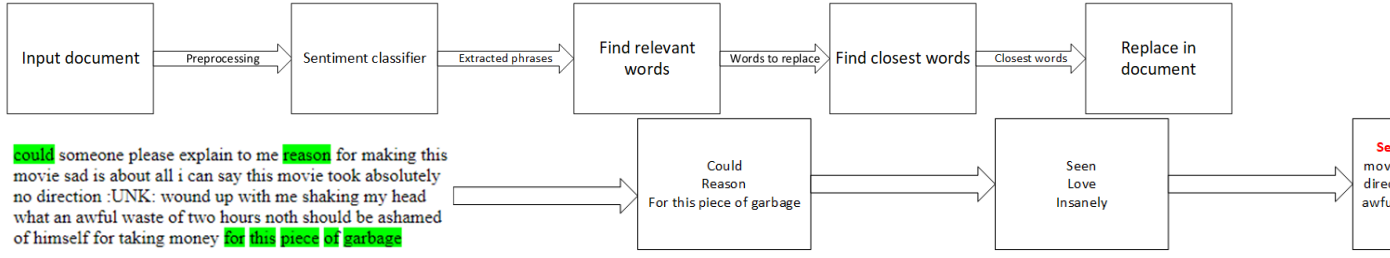 Input document
Preprocessing
Sentiment classifier
Extracted phrases
Find relevant
words
Words to replace
Find closest words
Closest words
Replace in
document
could someone please explain to me reason for making this
movie sad is about all i can say this movie took absolutely
no direction :UNK: wound up with me shaking my head
what an awful waste of two hours noth should be ashamed
of himself for taking money for this piece of garbage
Could
Reason
For this piece of garbage
Seen
Love
Insanely